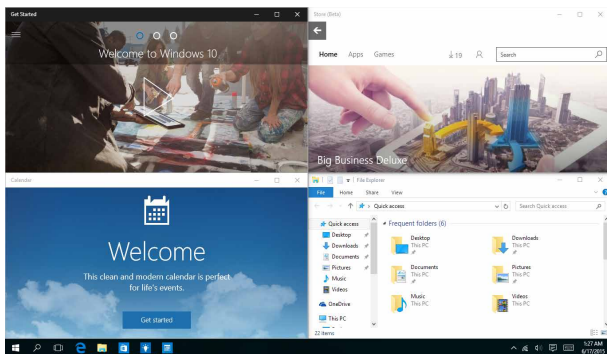 Get Started
Welcome to Windows 10
Store (Beta)
Home Apps Games 19 Search
Big Business Deluxe
Calendar
Welcome
This clean and modern calendar is perfect
for life's events.
Get started
File Explorer
File Home Share View
Quick access Search Quick access
Quick access
Desktop
Downloads
Documents
Pictures
Music
Videos
OneDrive
This PC
22 items
Frequent folders (6)
Desktop
This PC
Downloads
This PC
Documents
This PC
Pictures
This PC
Music
This PC
Videos
This PC
5:27 AM
6/17/2015